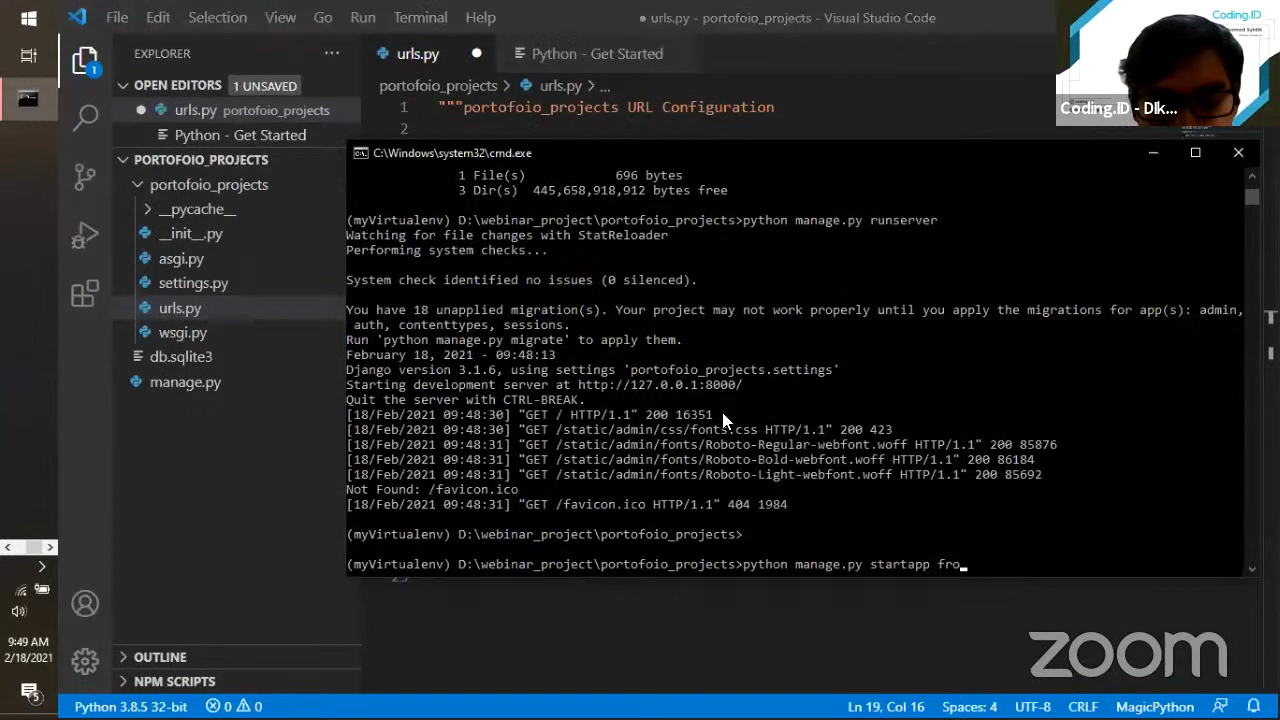 File Edit Selection View Go Run Terminal Help
● urls.py - portofoio_projects - Visual Studio Code
Coding.ID
Coding.ID - DIk...
EXPLORER
urls.py
Python - Get Started
OPEN EDITORS 1 UNSAVED
portofoio_projects > urls.py > ...
urls.py portofoio_projects
1 """portofoio_projects URL Configuration
2
Python - Get Started
PORTOFOIO_PROJECTS
portofoio_projects
__pycache__
__init__.py
asgi.py
settings.py
urls.py
wsgi.py
db.sqlite3
manage.py
C:\Windows\system32\cmd.exe
1 File(s) 696 bytes
3 Dir(s) 445,658,918,912 bytes free
(myVirtualenv) D:\webinar_project\portofoio_projects>python manage.py runserver
Watching for file changes with StatReloader
Performing system checks...
System check identified no issues (0 silenced).
You have 18 unapplied migration(s). Your project may not work properly until you apply the migrations for app(s): admin,
auth, contenttypes, sessions.
Run 'python manage.py migrate' to apply them.
February 18, 2021 - 09:48:13
Django version 3.1.6, using settings 'portofoio_projects.settings'
Starting development server at http://127.0.0.1:8000/
Quit the server with CTRL-BREAK.
[18/Feb/2021 09:48:30] "GET / HTTP/1.1" 200 16351
[18/Feb/2021 09:48:30] "GET /static/admin/css/fonts.css HTTP/1.1" 200 423
[18/Feb/2021 09:48:31] "GET /static/admin/fonts/Roboto-Regular-webfont.woff HTTP/1.1" 200 85876
[18/Feb/2021 09:48:31] "GET /static/admin/fonts/Roboto-Bold-webfont.woff HTTP/1.1" 200 86184
[18/Feb/2021 09:48:31] "GET /static/admin/fonts/Roboto-Light-webfont.woff HTTP/1.1" 200 85692
Not Found: /favicon.ico
[18/Feb/2021 09:48:31] "GET /favicon.ico HTTP/1.1" 404 1984
(myVirtualenv) D:\webinar_project\portofoio_projects>
(myVirtualenv) D:\webinar_project\portofoio_projects>python manage.py startapp fro_
OUTLINE
NPM SCRIPTS
zoom
9:49 AM
2/18/2021
5
Python 3.8.5 32-bit 0 0
Ln 19, Col 16 Spaces: 4 UTF-8 CRLF MagicPython